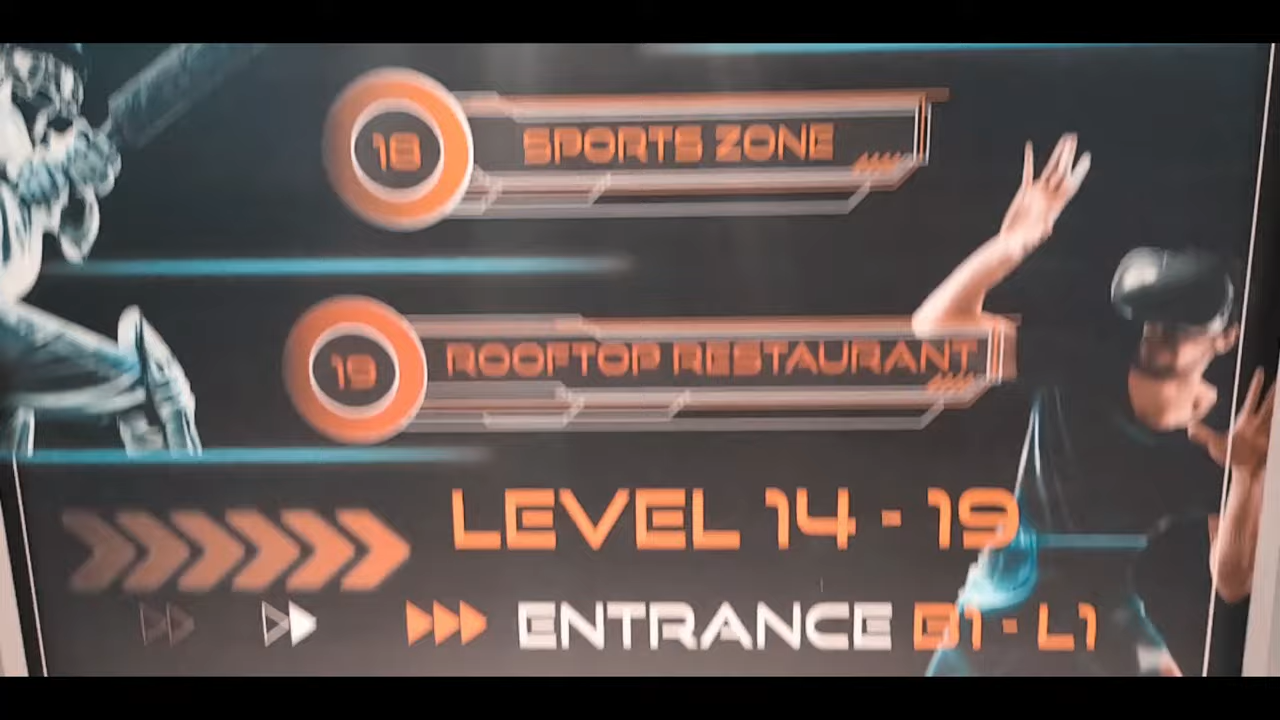 18 SPORTS ZONE
19 ROOFTOP RESTAURANT
LEVEL 14 - 19
ENTRANCE B1 - L1